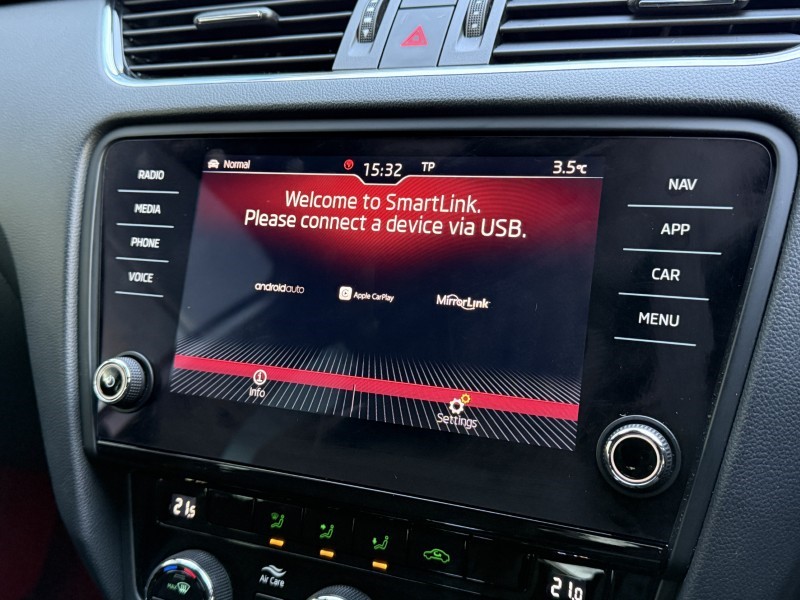 Normal
15:32
TP
3.5°C
RADIO
MEDIA
PHONE
VOICE
Welcome to SmartLink.
Please connect a device via USB.
androidauto
Apple CarPlay
MirrorLink
Info
Settings
NAV
APP
CAR
MENU
21.5
Air Care
MAX
21.0